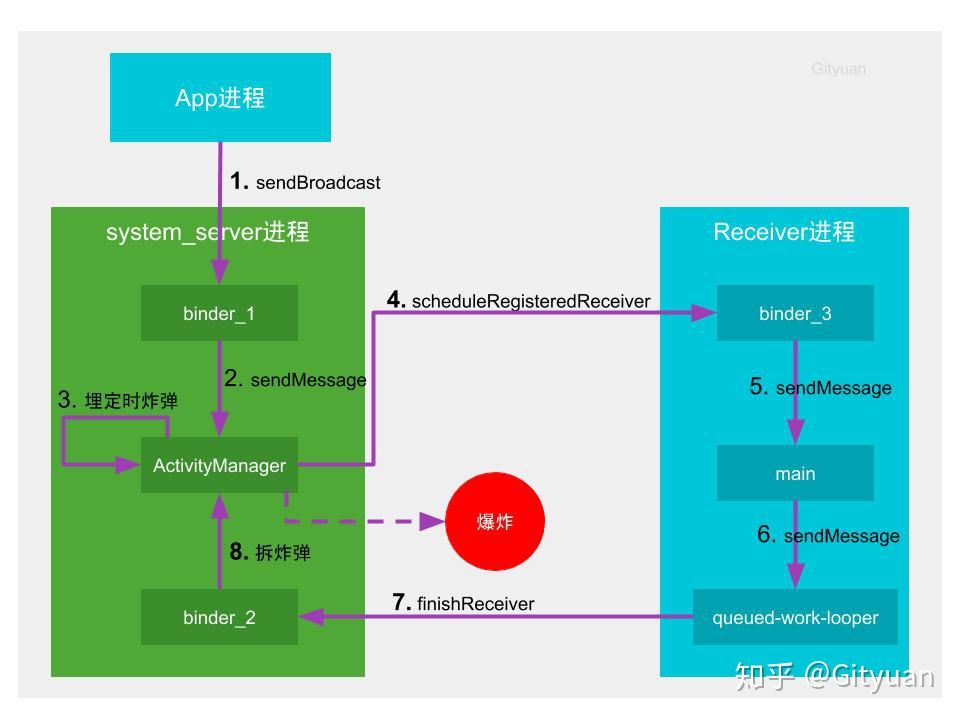 Gityuan
App进程
1. sendBroadcast
system_server进程
Receiver进程
binder_1
4. scheduleRegisteredReceiver
binder_3
2. sendMessage
5. sendMessage
3. 埋定时炸弹
ActivityManager
main
爆炸
6. sendMessage
8. 拆炸弹
7. finishReceiver
binder_2
queued-work-looper
知乎 @Gityuan